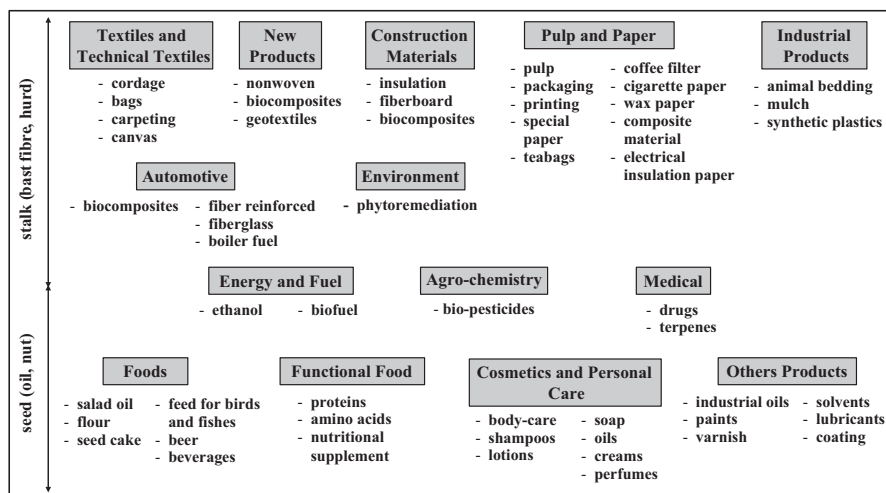 stalk (bast fibre, hurd)
Textiles and
Technical Textiles
- cordage
- bags
- carpeting
- canvas
New
Products
- nonwoven
- biocomposites
- geotextiles
Construction
Materials
- insulation
- fiberboard
- biocomposites
Pulp and Paper
- pulp
- packaging
- printing
- special
paper
- teabags
- coffee filter
- cigarette paper
- wax paper
- composite
material
- electrical
insulation paper
Industrial
Products
- animal bedding
- mulch
- synthetic plastics
Automotive
- biocomposites
- fiber reinforced
- fiberglass
- boiler fuel
Environment
- phytoremediation
Energy and Fuel
- ethanol
- biofuel
Agro-chemistry
- bio-pesticides
Medical
- drugs
- terpenes
seed (oil, nut)
Foods
- salad oil
- flour
- seed cake
- feed for birds
and fishes
- beer
- beverages
Functional Food
- proteins
- amino acids
- nutritional
supplement
Cosmetics and Personal
Care
- body-care
- shampoos
- lotions
- soap
- oils
- creams
- perfumes
Others Products
- industrial oils
- paints
- varnish
- solvents
- lubricants
- coating